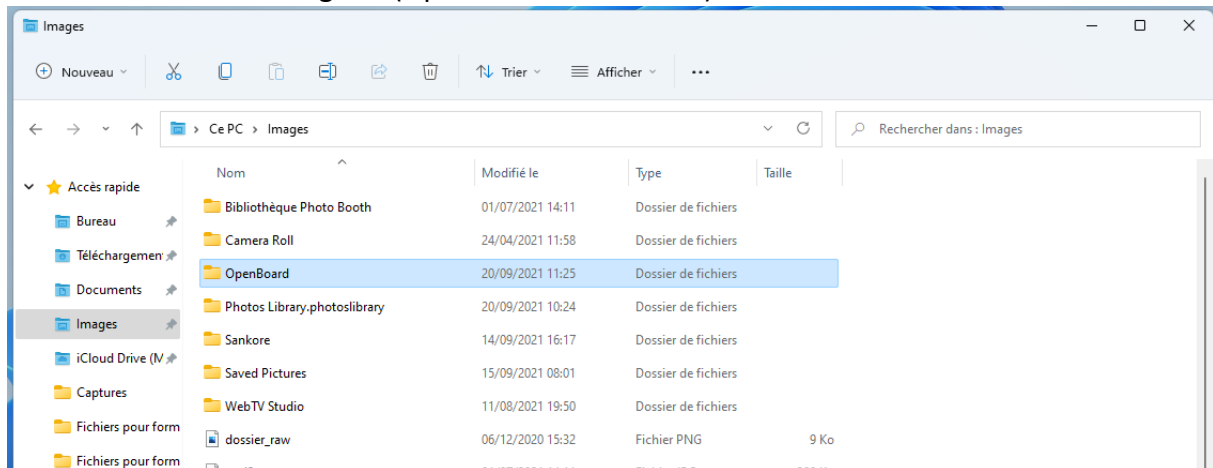 Images
Nouveau Trier Afficher ...
Ce PC > Images Rechercher dans : Images
Nom Modifié le Type Taille
Accès rapide
Bibliothèque Photo Booth 01/07/2021 14:11 Dossier de fichiers
Bureau
Camera Roll 24/04/2021 11:58 Dossier de fichiers
Téléchargemen
OpenBoard 20/09/2021 11:25 Dossier de fichiers
Documents
Photos Library.photoslibrary 20/09/2021 10:24 Dossier de fichiers
Images
Sankore 14/09/2021 16:17 Dossier de fichiers
iCloud Drive (M
Saved Pictures 15/09/2021 08:01 Dossier de fichiers
Captures
WebTV Studio 11/08/2021 19:50 Dossier de fichiers
Fichiers pour form
dossier_raw 06/12/2020 15:32 Fichier PNG 9 Ko
Fichiers pour form